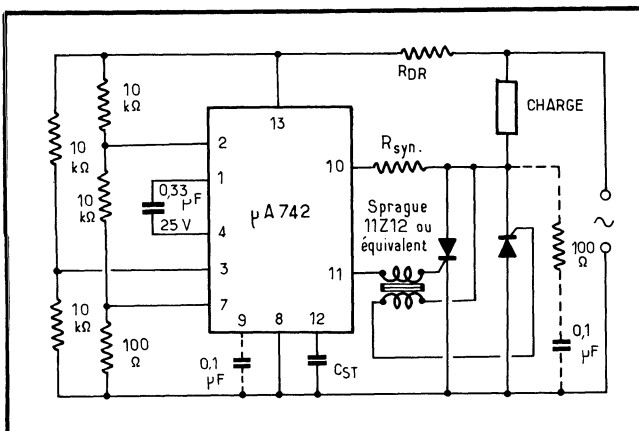 10
kΩ
10
kΩ
10
kΩ
10
kΩ
100
Ω
0,33
µF
25 V
2
1
4
3
7
9
8
12
13
10
11
µA742
0,1
µF
CST
RDR
Rsyn.
Sprague
11Z12 ou
équivalent
CHARGE
100
Ω
0,1
µF
~